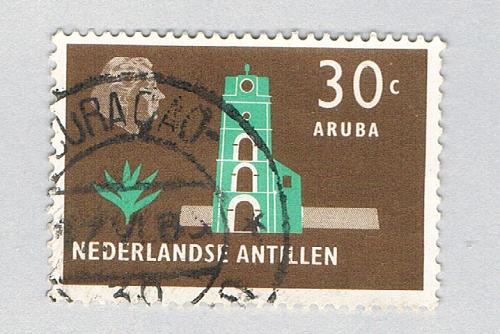 30c
ARUBA
CURAÇAO-
NEDERLANDSE ANTILLEN